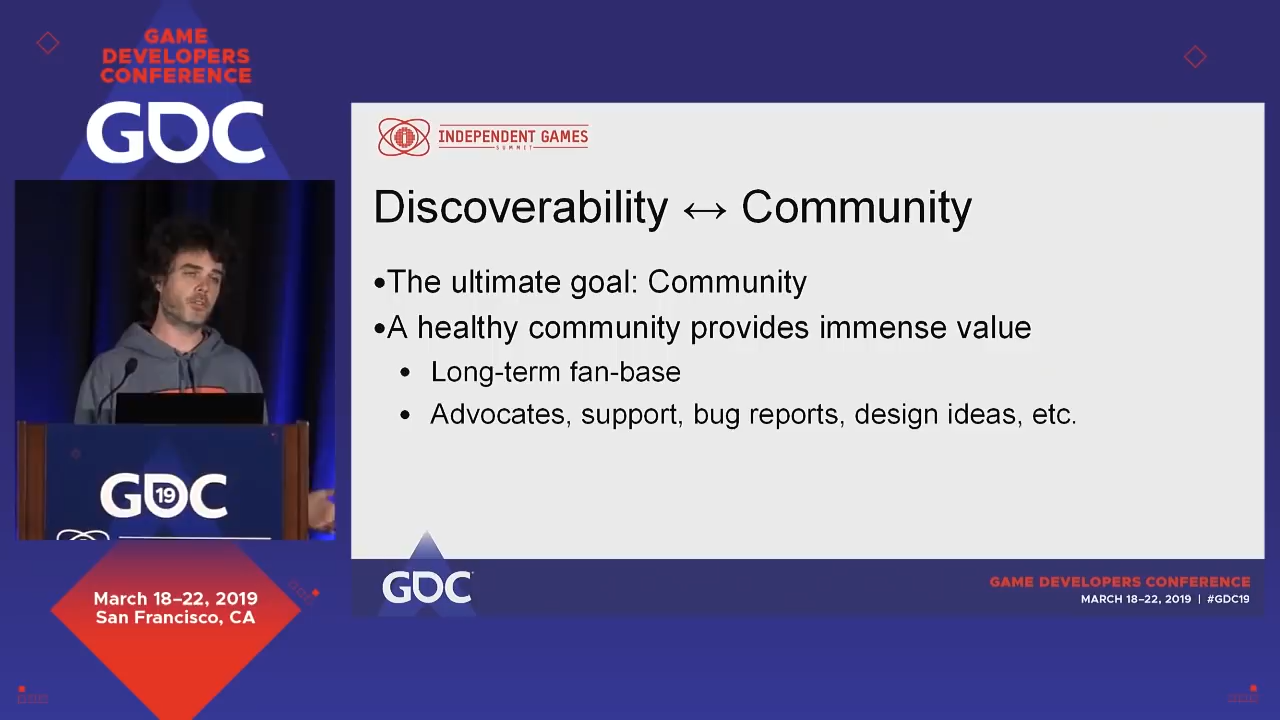 GAME
DEVELOPERS
CONFERENCE
GDC
INDEPENDENT GAMES
SUMMIT
Discoverability ↔ Community
•The ultimate goal: Community
•A healthy community provides immense value
• Long-term fan-base
• Advocates, support, bug reports, design ideas, etc.
GDC
19
March 18–22, 2019
San Francisco, CA
GDC
GAME DEVELOPERS CONFERENCE
MARCH 18–22, 2019 | #GDC19